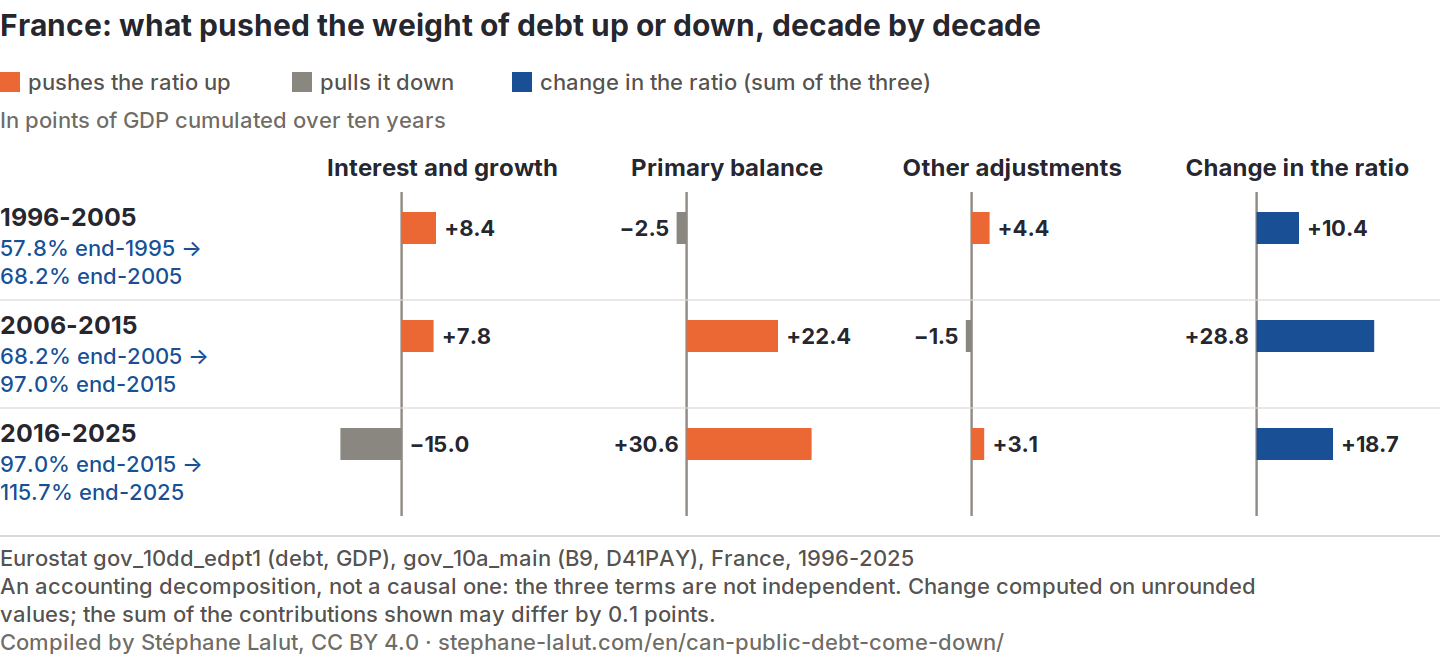 France: what pushed the weight of debt up or down, decade by decade
pushes the ratio up pulls it down change in the ratio (sum of the three)
In points of GDP cumulated over ten years
Interest and growth Primary balance Other adjustments Change in the ratio
1996-2005
+8.4 −2.5 +4.4 +10.4
57.8% end-1995 →
68.2% end-2005
2006-2015
+7.8 +22.4 −1.5 +28.8
68.2% end-2005 →
97.0% end-2015
2016-2025
−15.0 +30.6 +3.1 +18.7
97.0% end-2015 →
115.7% end-2025
Eurostat gov_10dd_edpt1 (debt, GDP), gov_10a_main (B9, D41PAY), France, 1996-2025
An accounting decomposition, not a causal one: the three terms are not independent. Change computed on unrounded
values; the sum of the contributions shown may differ by 0.1 points.
Compiled by Stéphane Lalut, CC BY 4.0 · stephane-lalut.com/en/can-public-debt-come-down/